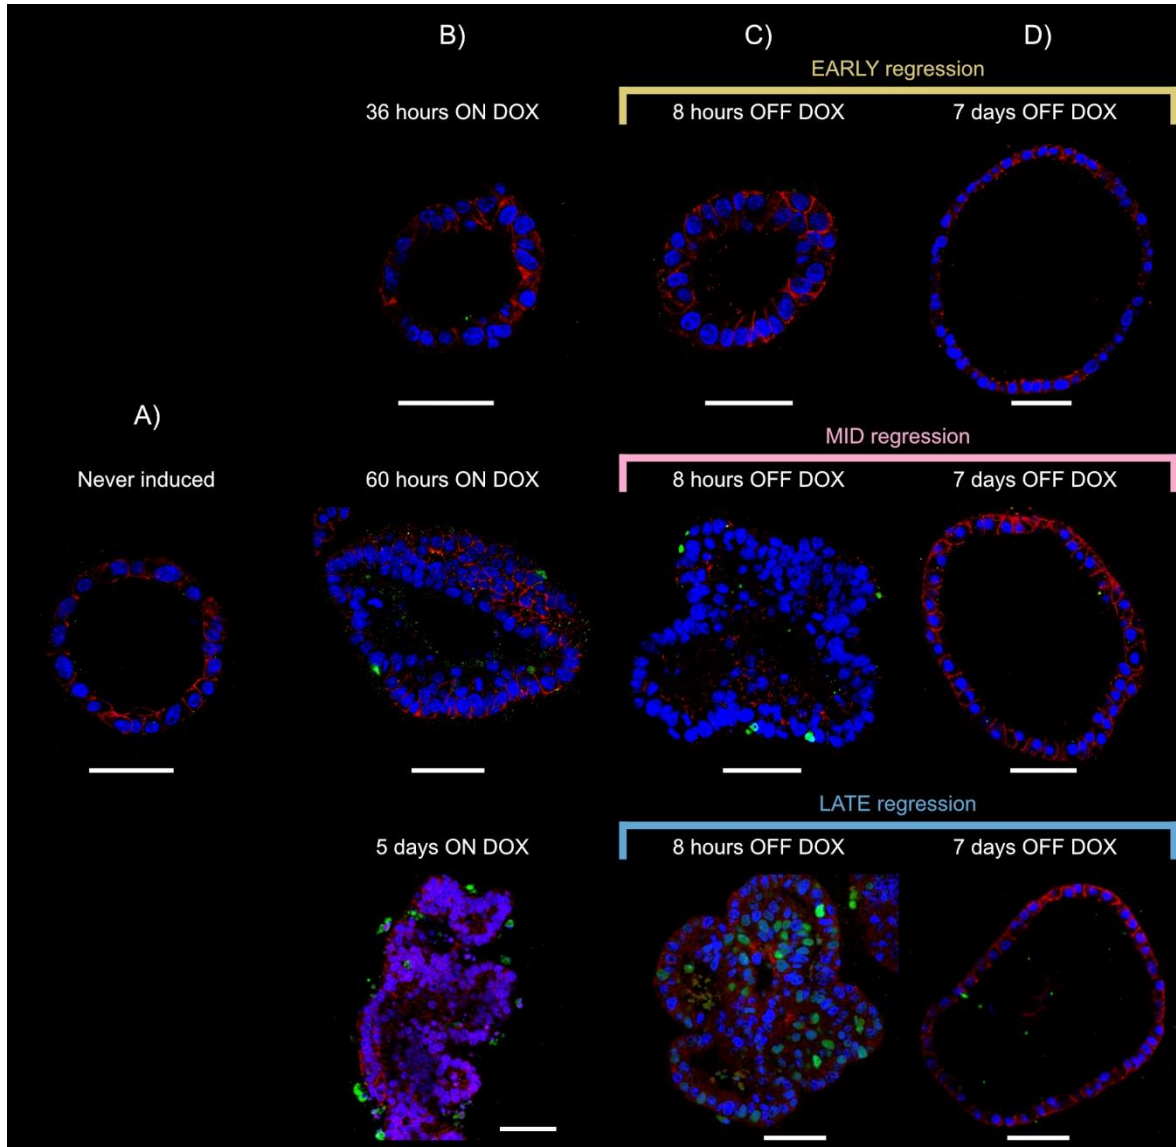 B)
C)
D)
EARLY regression
36 hours ON DOX
8 hours OFF DOX
7 days OFF DOX
A)
MID regression
Never induced
60 hours ON DOX
8 hours OFF DOX
7 days OFF DOX
LATE regression
5 days ON DOX
8 hours OFF DOX
7 days OFF DOX